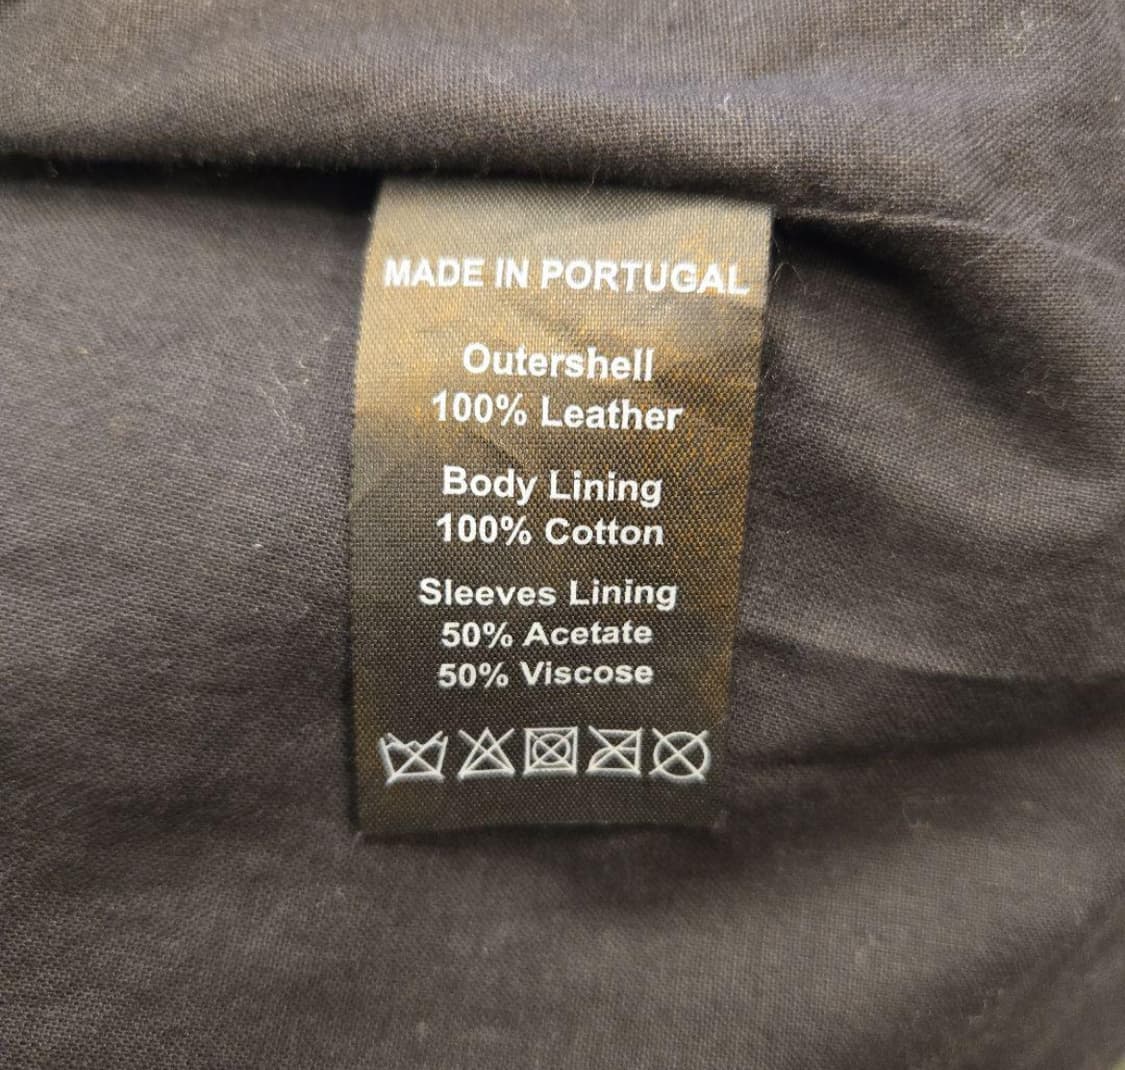 MADE IN PORTUGAL
Outershell
100% Leather
Body Lining
100% Cotton
Sleeves Lining
50% Acetate
50% Viscose